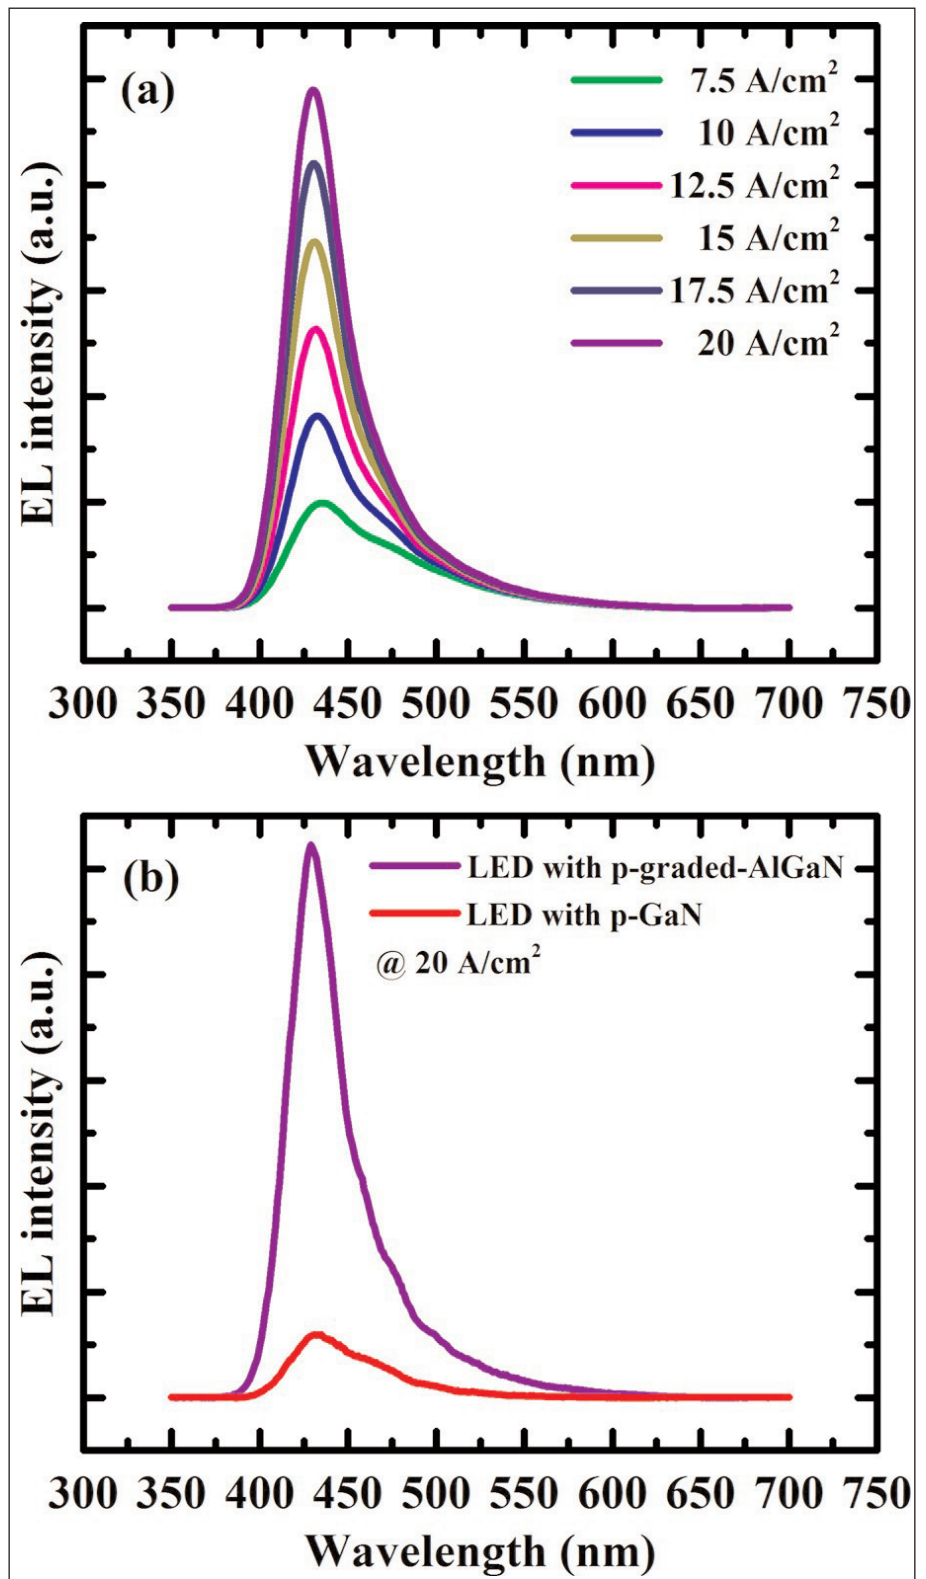 (a)
7.5 A/cm²
10 A/cm²
12.5 A/cm²
15 A/cm²
17.5 A/cm²
20 A/cm²
EL intensity (a.u.)
300 350 400 450 500 550 600 650 700 750
Wavelength (nm)
(b)
LED with p-graded-AlGaN
LED with p-GaN
@ 20 A/cm²
EL intensity (a.u.)
300 350 400 450 500 550 600 650 700 750
Wavelength (nm)